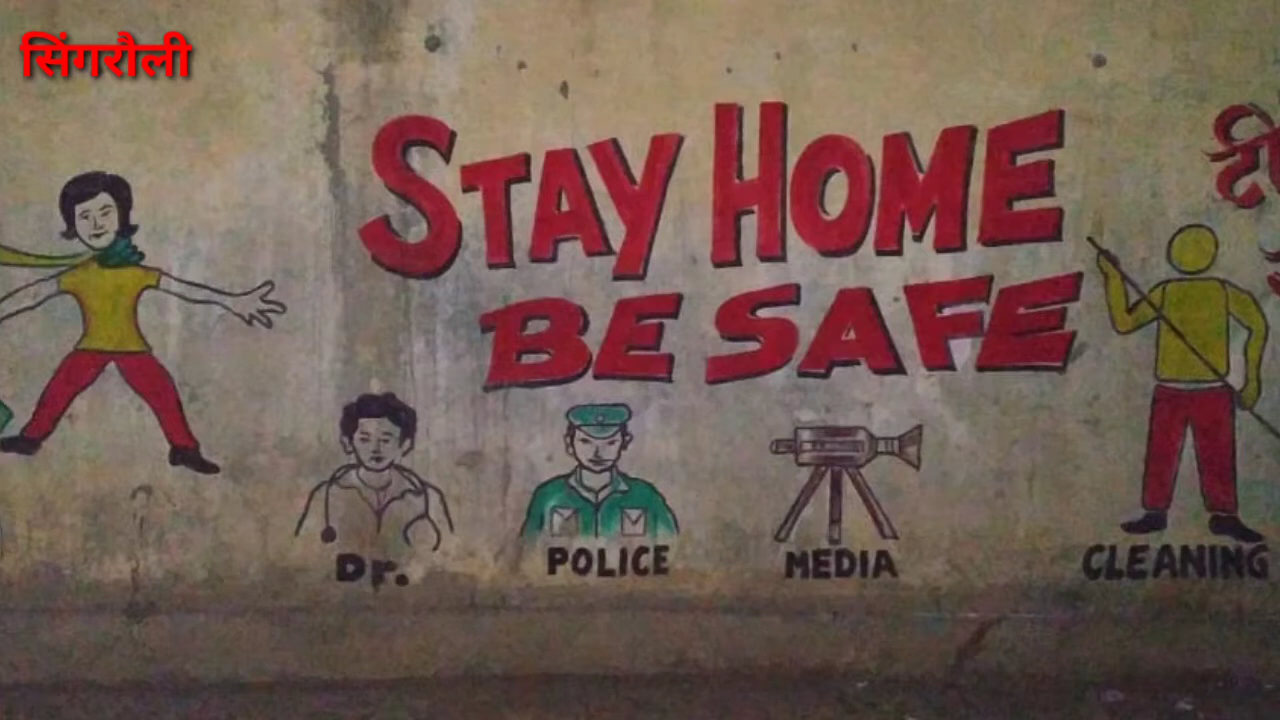 सिंगरौली
STAY HOME
BE SAFE
Dr.
POLICE
MEDIA
CLEANING